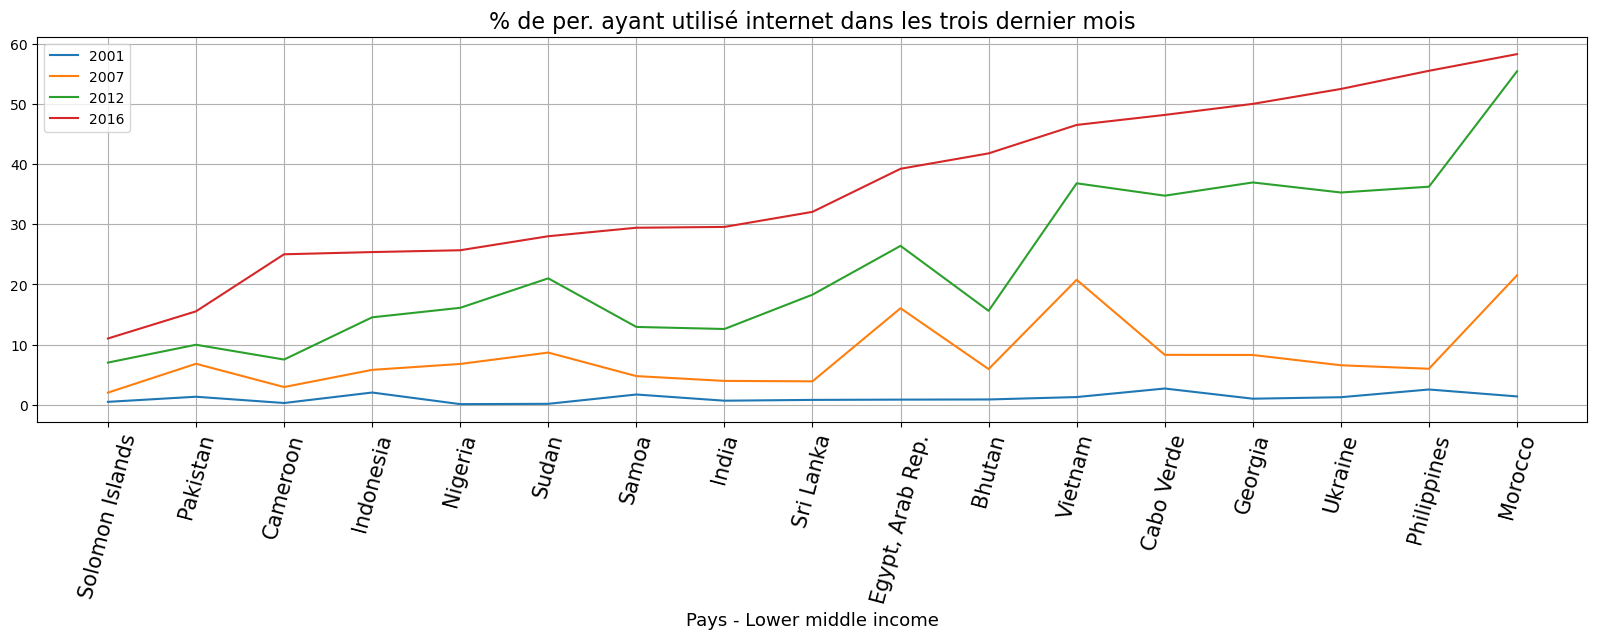 % de per. ayant utilisé internet dans les trois dernier mois
2001
2007
2012
2016
60
50
40
30
20
10
0
Solomon Islands
Pakistan
Cameroon
Indonesia
Nigeria
Sudan
Samoa
India
Sri Lanka
Egypt, Arab Rep.
Bhutan
Vietnam
Cabo Verde
Georgia
Ukraine
Philippines
Morocco
Pays - Lower middle income